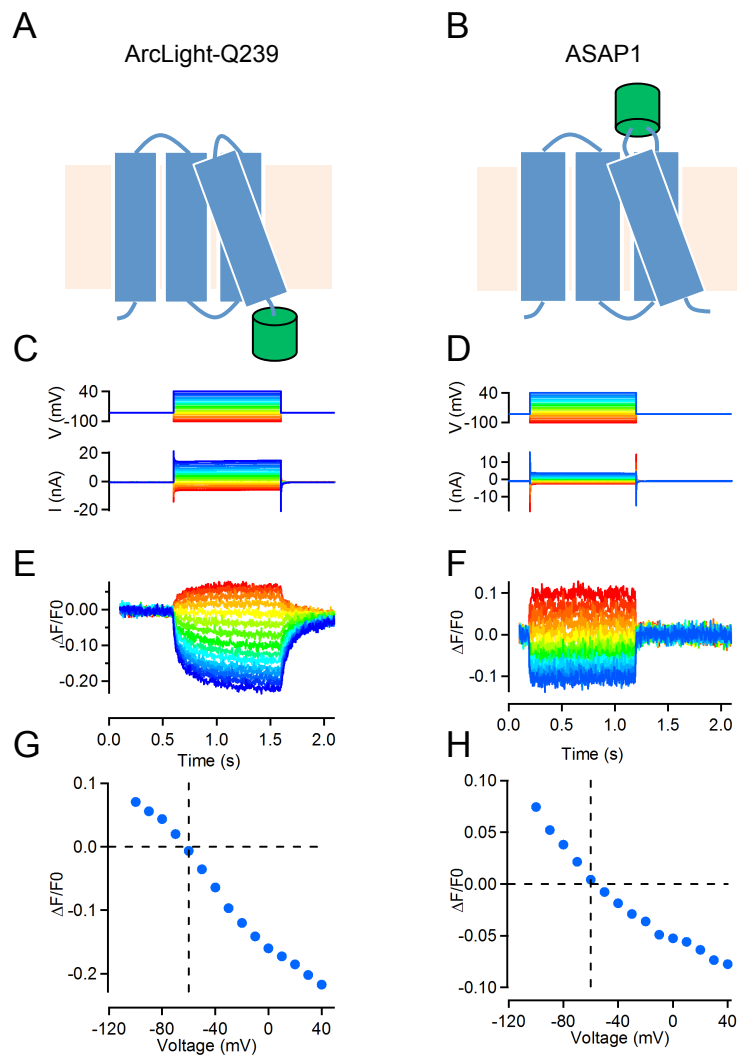 A
ArcLight-Q239
B
ASAP1
C
V (mV)
40
-100
I (nA)
20
0
-20
D
V (mV)
40
-100
I (nA)
10
0
-10
E
ΔF/F0
0.00
-0.10
-0.20
0.0
0.5
1.0
1.5
2.0
Time (s)
F
ΔF/F0
0.1
0.0
-0.1
0.0
0.5
1.0
1.5
2.0
Time (s)
G
ΔF/F0
0.1
0.0
-0.1
-0.2
-120
-80
-40
0
40
Voltage (mV)
H
ΔF/F0
0.10
0.05
0.00
-0.05
-0.10
-120
-80
-40
0
40
Voltage (mV)